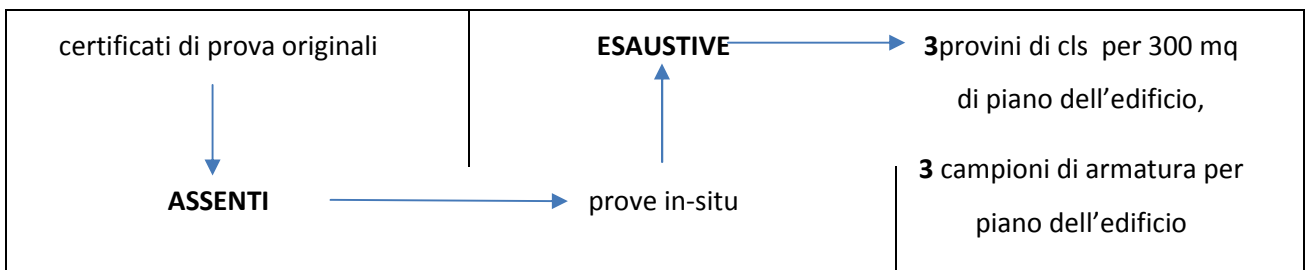 certificati di prova originali
ASSENTI
prove in-situ
ESAUSTIVE
3provini di cls per 300 mq
di piano dell’edificio,
3 campioni di armatura per
piano dell’edificio